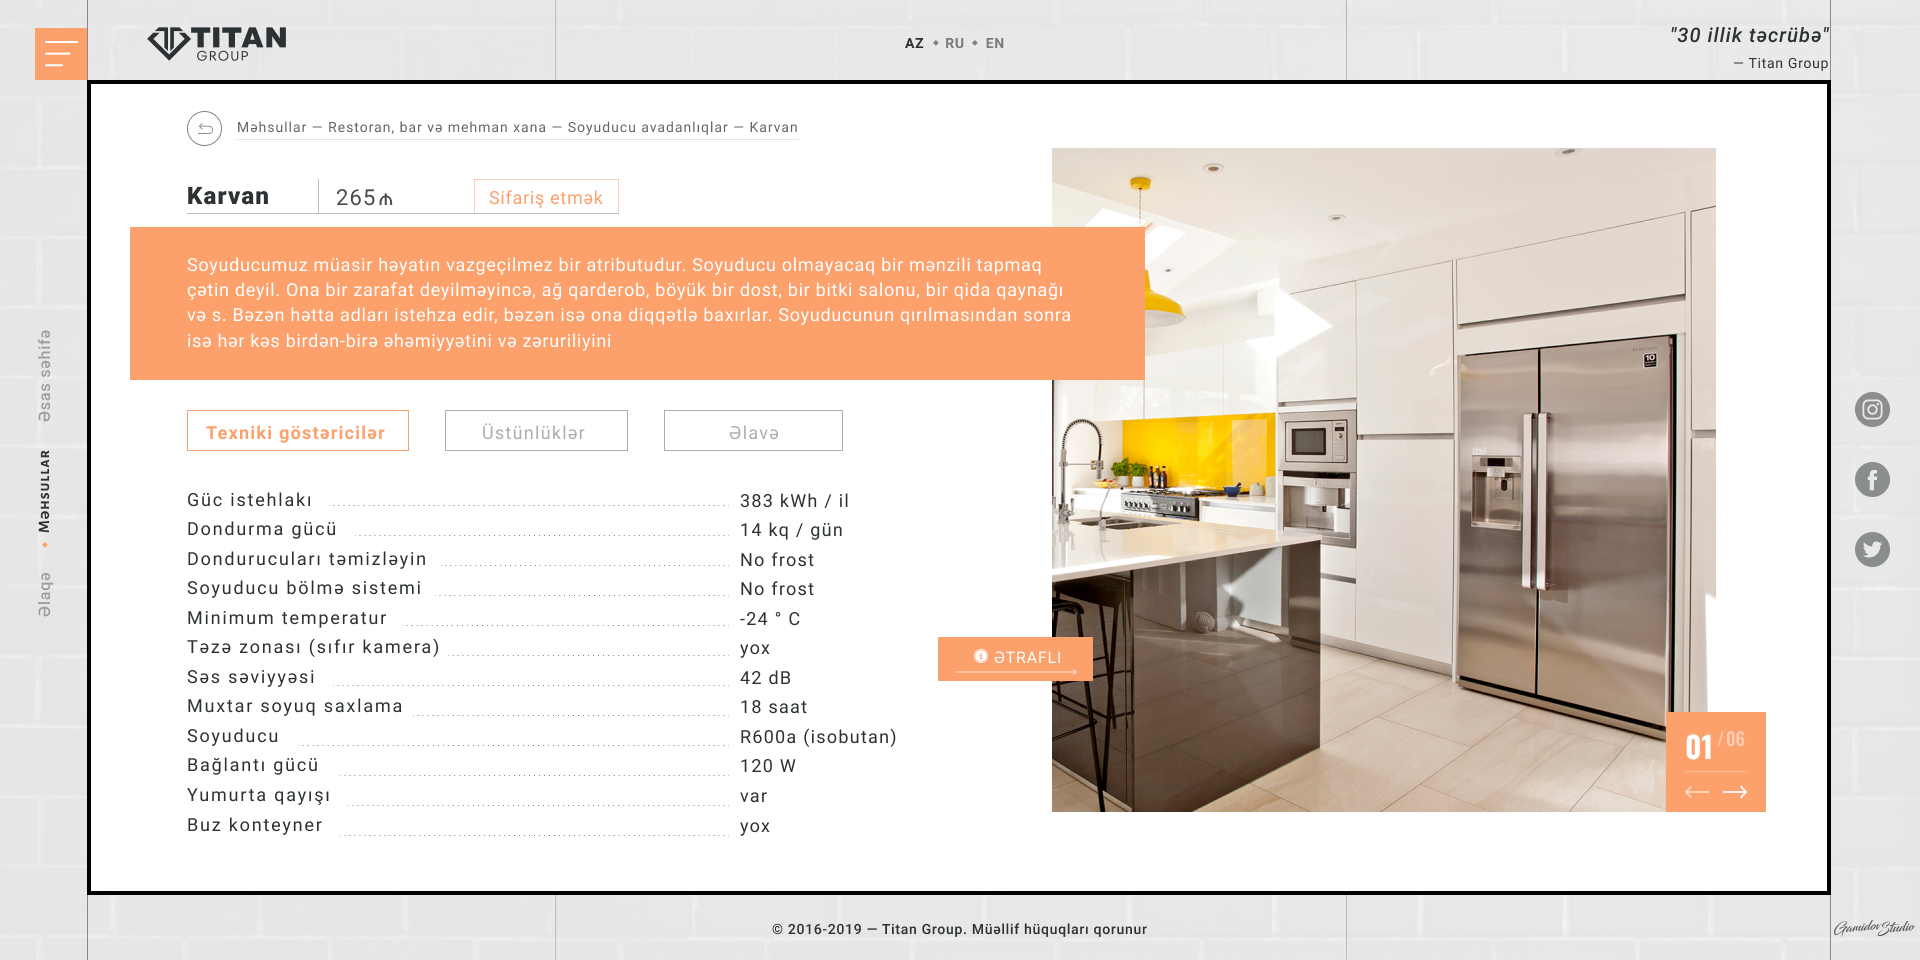 TITAN
GROUP
AZ • RU • EN
"30 illik təcrübə"
— Titan Group
Məhsullar — Restoran, bar və mehman xana — Soyuducu avadanlıqlar — Karvan
Karvan
265₼
Sifariş etmək
Soyuducumuz müasir həyatın vazgeçilmez bir atributudur. Soyuducu olmayacaq bir mənzili tapmaq
çətin deyil. Ona bir zarafat deyilməyincə, ağ qarderob, böyük bir dost, bir bitki salonu, bir qida qaynağı
və s. Bəzən hətta adları istehza edir, bəzən isə ona diqqətlə baxırlar. Soyuducunun qırılmasından sonra
isə hər kəs birdən-birə əhəmiyyətini və zəruriliyini
Texniki göstəricilər
Üstünlüklər
Əlavə
Güc istehlakı 383 kWh / il
Dondurma gücü 14 kq / gün
Dondurucuları təmizləyin No frost
Soyuducu bölmə sistemi No frost
Minimum temperatur -24 ° C
Təzə zonası (sıfır kamera) yox
Səs səviyyəsi 42 dB
Muxtar soyuq saxlama 18 saat
Soyuducu R600a (isobutan)
Bağlantı gücü 120 W
Yumurta qayışı var
Buz konteyner yox
ƏTRAFLI
10
01 / 06
Əsas səhifə
Məhsullar
Əlaqə
© 2016-2019 — Titan Group. Müəllif hüquqları qorunur
Gamidov Studio